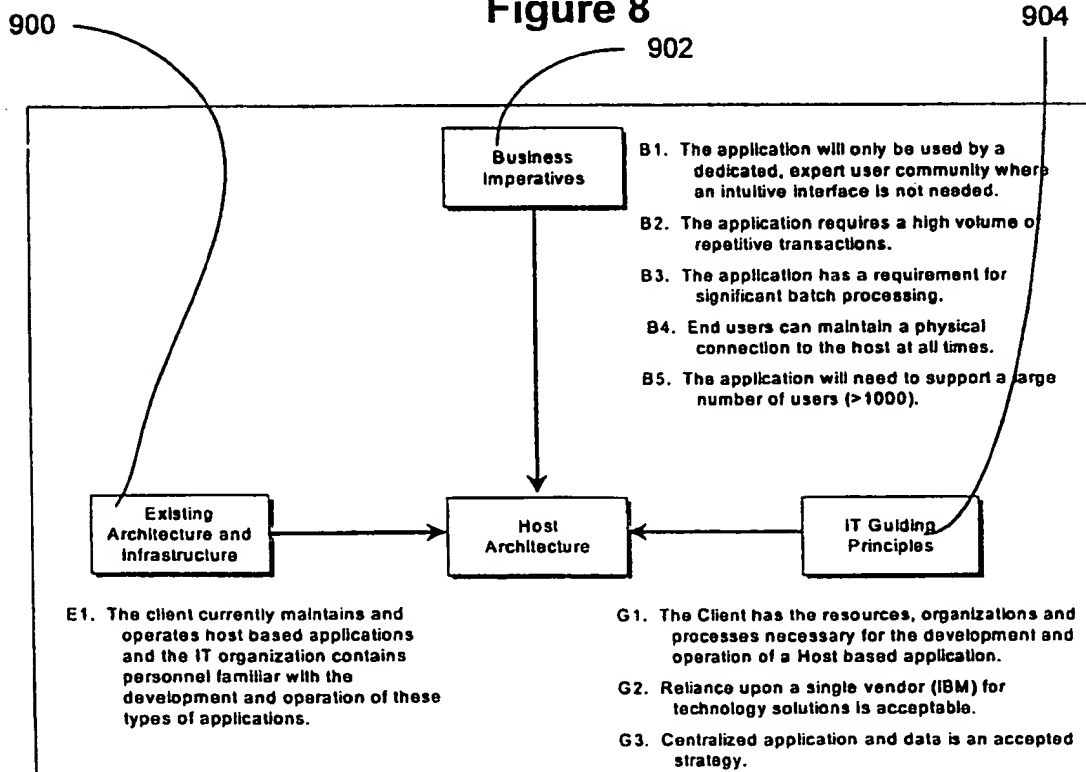 Figure 8
900
902
904
Business
Imperatives
B1. The application will only be used by a
dedicated, expert user community where
an intuitive interface is not needed.
B2. The application requires a high volume of
repetitive transactions.
B3. The application has a requirement for
significant batch processing.
B4. End users can maintain a physical
connection to the host at all times.
B5. The application will need to support a large
number of users (>1000).
Existing
Architecture and
Infrastructure
Host
Architecture
IT Guiding
Principles
E1. The client currently maintains and
operates host based applications
and the IT organization contains
personnel familiar with the
development and operation of these
types of applications.
G1. The Client has the resources, organizations and
processes necessary for the development and
operation of a Host based application.
G2. Reliance upon a single vendor (IBM) for
technology solutions is acceptable.
G3. Centralized application and data is an accepted
strategy.